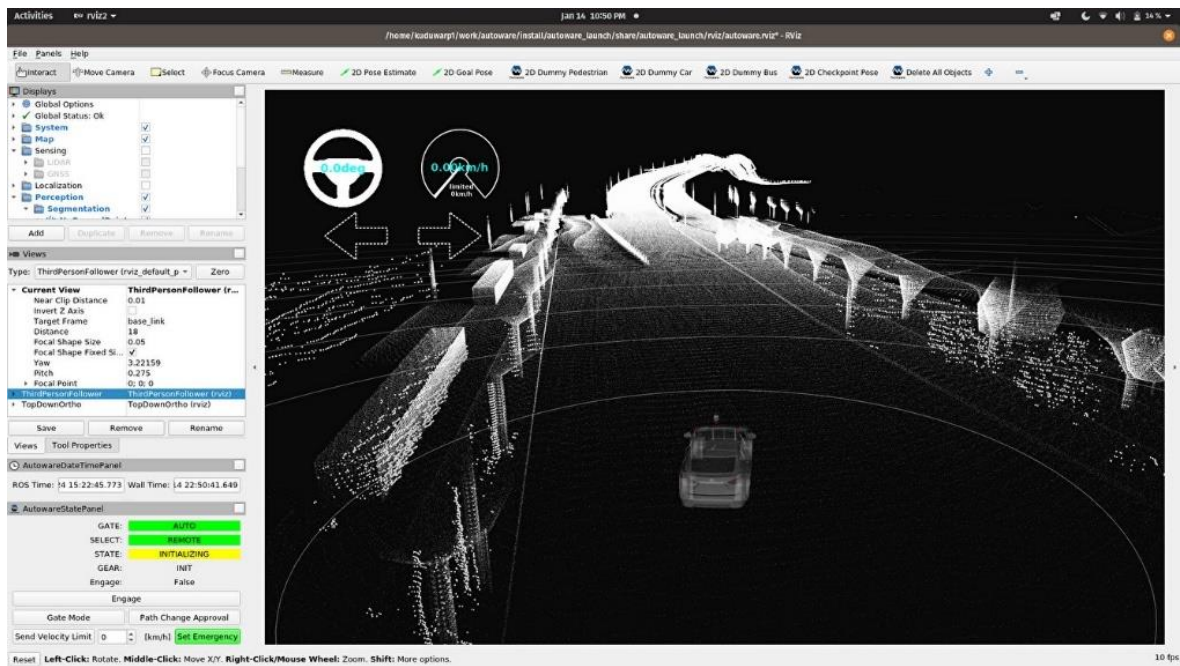 Activities rviz2 Jan 14 10:50 PM 34 %
/home/kaduwarp1/work/autoware/install/autoware_launch/share/autoware_launch/rviz/autoware.rviz* - RViz
File Panels Help
Interact Move Camera Select Focus Camera Measure 2D Pose Estimate 2D Goal Pose 2D Dummy Pedestrian 2D Dummy Car 2D Dummy Bus 2D Checkpoint Pose Delete All Objects
Displays
Global Options
Global Status: Ok
System
Map
Sensing
LiDAR
GNSS
Localization
Perception
Segmentation
Add Duplicate Remove Rename
Views
Type: ThirdPersonFollower (rviz_default_p Zero
Current View ThirdPersonFollower (r...
Near Clip Distance 0.01
Invert Z Axis
Target Frame base_link
Distance 18
Focal Shape Size 0.05
Focal Shape Fixed Si...
Yaw 3.22159
Pitch 0.275
Focal Point 0; 0; 0
ThirdPersonFollower ThirdPersonFollower (rviz)
TopDownOrtho TopDownOrtho (rviz)
Save Remove Rename
Views Tool Properties
AutowareDateTimePanel
ROS Time: 24 15:22:45.773 Wall Time: 14 22:50:41.649
AutowareStatePanel
GATE: AUTO
SELECT: REMOTE
STATE: INITIALIZING
GEAR: INIT
Engage: False
Engage
Gate Mode Path Change Approval
Send Velocity Limit 0 [km/h] Set Emergency
Reset Left-Click: Rotate. Middle-Click: Move X/Y. Right-Click/Mouse Wheel: Zoom. Shift: More options. 10 fps
0.0deg
0.00km/h
limited
0km/h